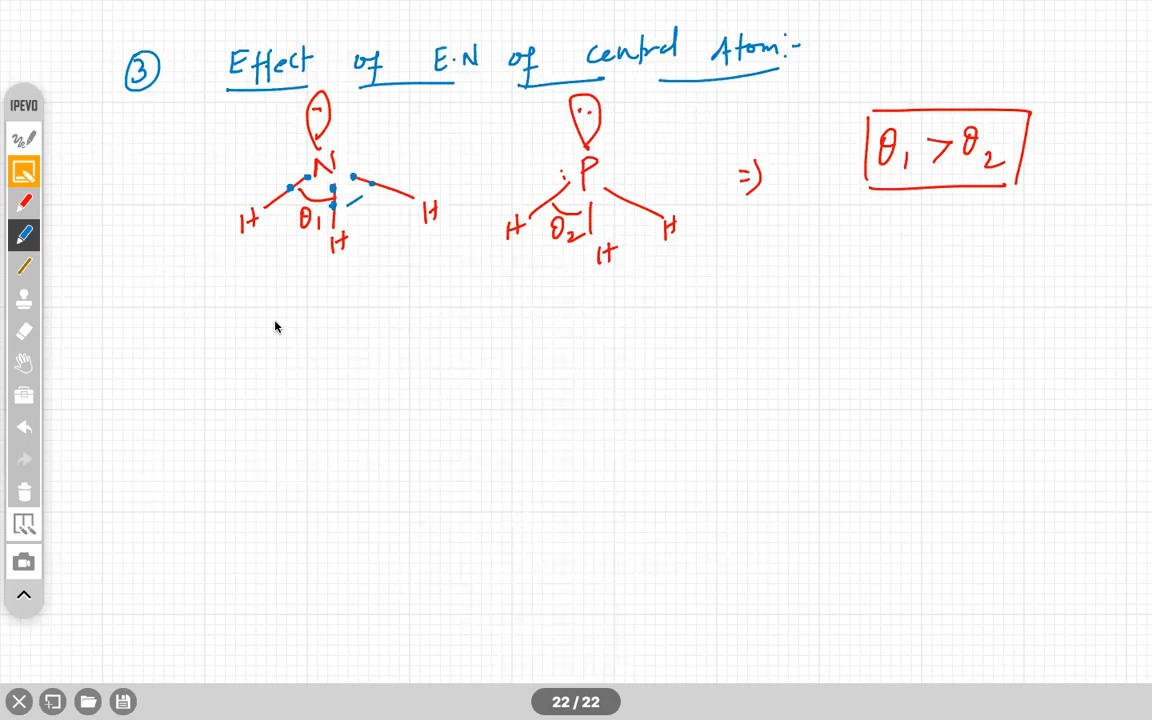 ③ Effect of E.N of central Atom:-
IPEVO
N
H θ₁ H H
: P
H θ₂ H H
=> θ₁ > θ₂
22 / 22